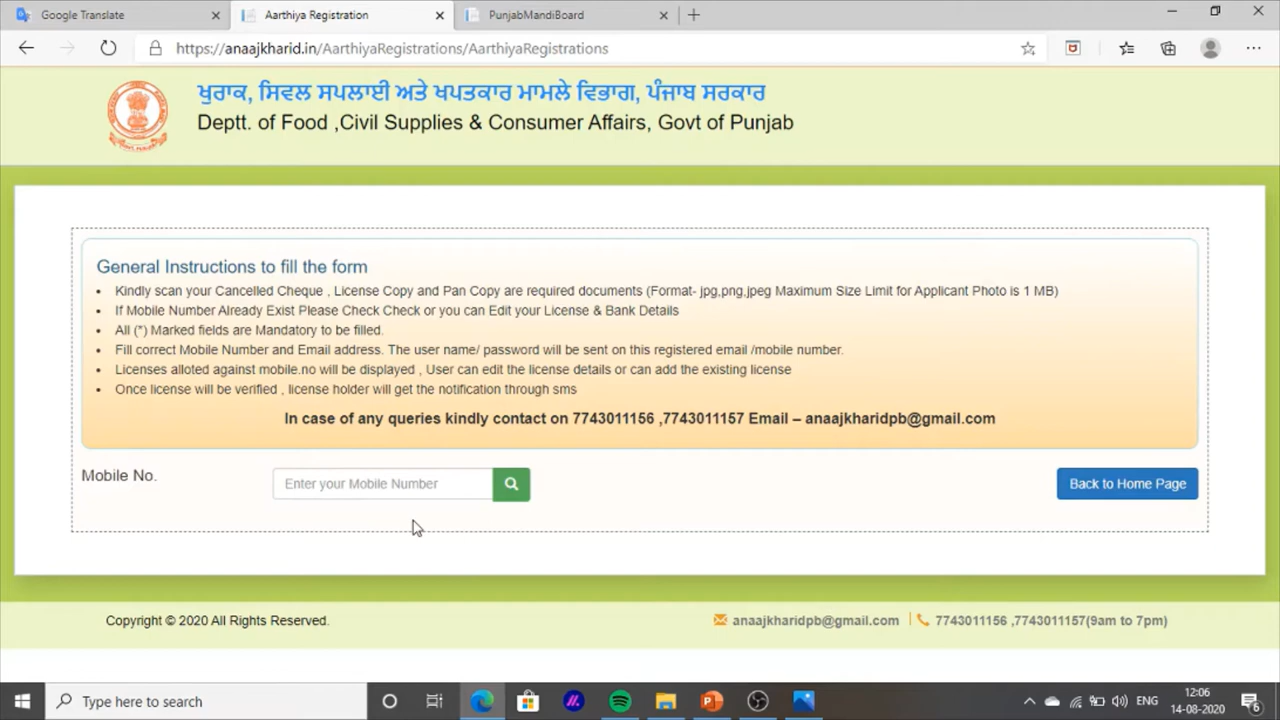 Google Translate
Aarthiya Registration
PunjabMandiBoard
https://anaajkharid.in/AarthiyaRegistrations/AarthiyaRegistrations
ਖੁਰਾਕ, ਸਿਵਲ ਸਪਲਾਈ ਅਤੇ ਖਪਤਕਾਰ ਮਾਮਲੇ ਵਿਭਾਗ, ਪੰਜਾਬ ਸਰਕਾਰ
Deptt. of Food ,Civil Supplies & Consumer Affairs, Govt of Punjab
General Instructions to fill the form
• Kindly scan your Cancelled Cheque , License Copy and Pan Copy are required documents (Format- jpg,png,jpeg Maximum Size Limit for Applicant Photo is 1 MB)
• If Mobile Number Already Exist Please Check Check or you can Edit your License & Bank Details
• All (*) Marked fields are Mandatory to be filled.
• Fill correct Mobile Number and Email address. The user name/ password will be sent on this registered email /mobile number.
• Licenses alloted against mobile.no will be displayed , User can edit the license details or can add the existing license
• Once license will be verified , license holder will get the notification through sms
In case of any queries kindly contact on 7743011156 ,7743011157 Email – anaajkharidpb@gmail.com
Mobile No.
Enter your Mobile Number
Back to Home Page
Copyright © 2020 All Rights Reserved.
anaajkharidpb@gmail.com
7743011156 ,7743011157(9am to 7pm)
Type here to search
ENG
12:06
14-08-2020
6